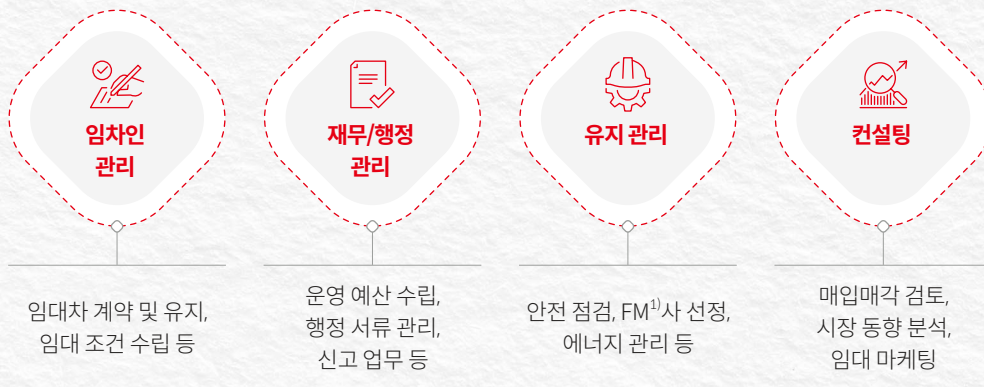 임차인
관리
임대차 계약 및 유지,
임대 조건 수립 등
재무/행정
관리
운영 예산 수립,
행정 서류 관리,
신고 업무 등
유지 관리
안전 점검, FM1)사 선정,
에너지 관리 등
컨설팅
매입매각 검토,
시장 동향 분석,
임대 마케팅